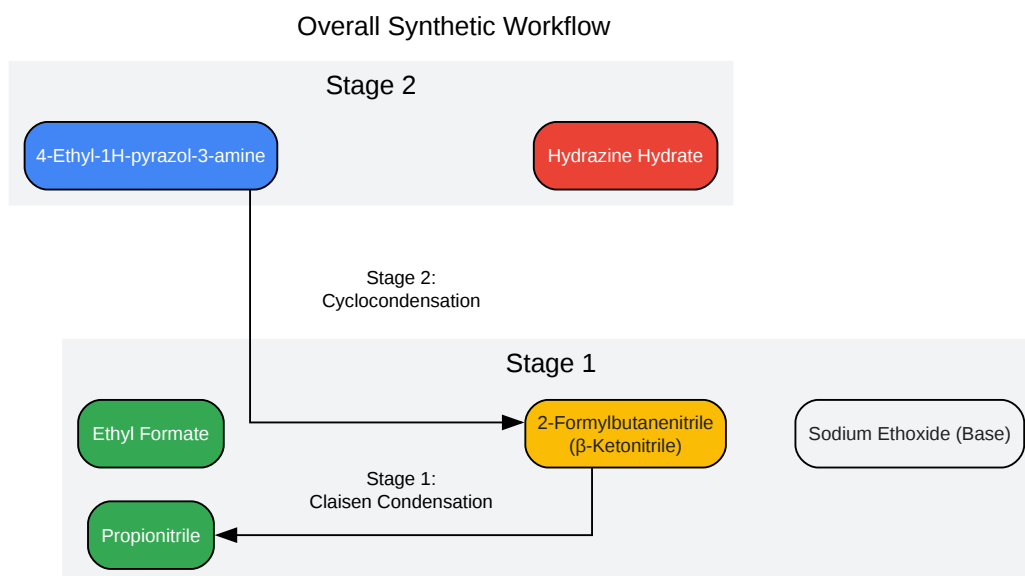 Overall Synthetic Workflow
Stage 2
4-Ethyl-1H-pyrazol-3-amine
Hydrazine Hydrate
Stage 2:
Cyclocondensation
Stage 1
Ethyl Formate
2-Formylbutanenitrile
(β-Ketonitrile)
Sodium Ethoxide (Base)
Stage 1:
Claisen Condensation
Propionitrile